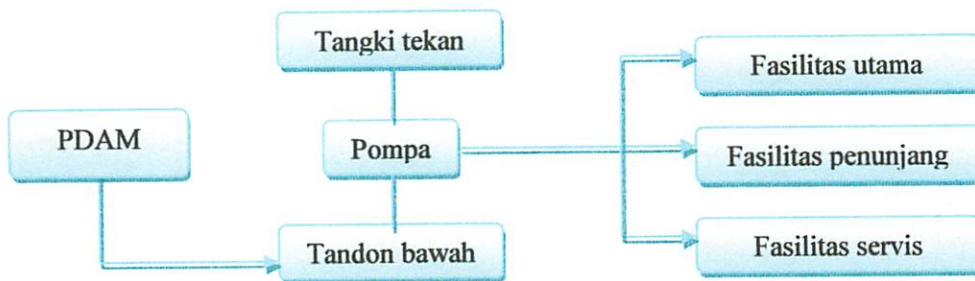 Tangki tekan
Fasilitas utama
PDAM
Pompa
Fasilitas penunjang
Tandon bawah
Fasilitas servis